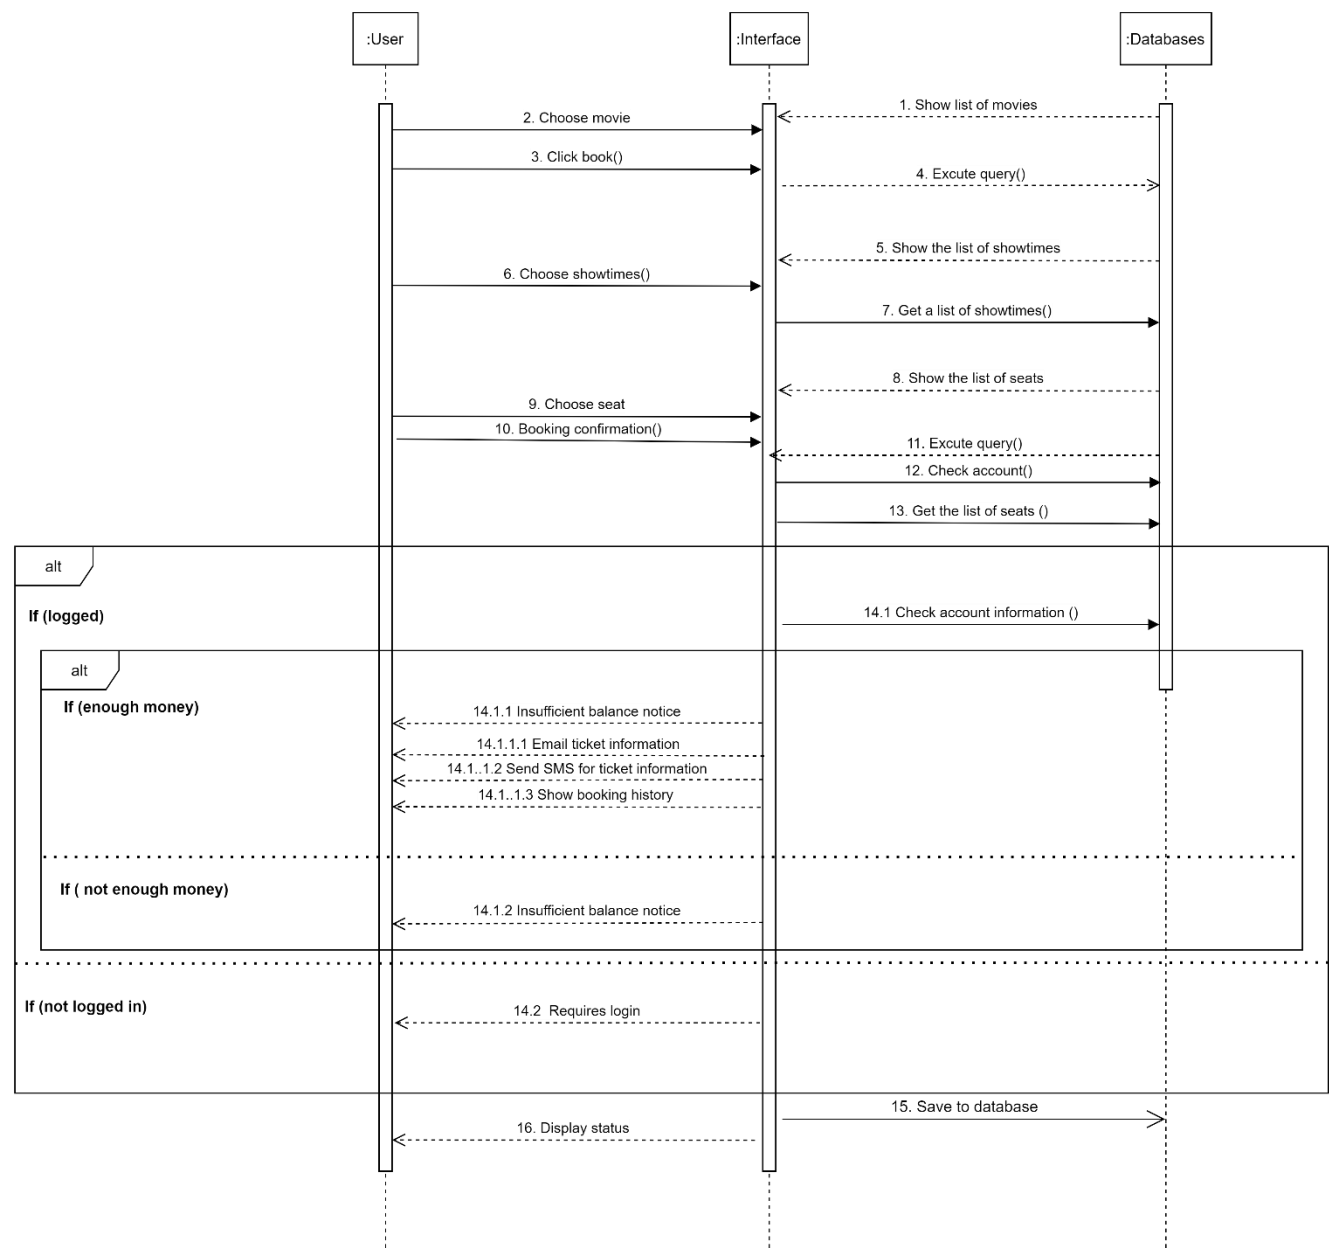 :User
:Interface
:Databases
1. Show list of movies
2. Choose movie
3. Click book()
4. Excute query()
5. Show the list of showtimes
6. Choose showtimes()
7. Get a list of showtimes()
8. Show the list of seats
9. Choose seat
10. Booking confirmation()
11. Excute query()
12. Check account()
13. Get the list of seats ()
alt
If (logged)
14.1 Check account information ()
alt
If (enough money)
14.1.1 Insufficient balance notice
14.1.1.1 Email ticket information
14.1..1.2 Send SMS for ticket information
14.1..1.3 Show booking history
If ( not enough money)
14.1.2 Insufficient balance notice
If (not logged in)
14.2 Requires login
15. Save to database
16. Display status